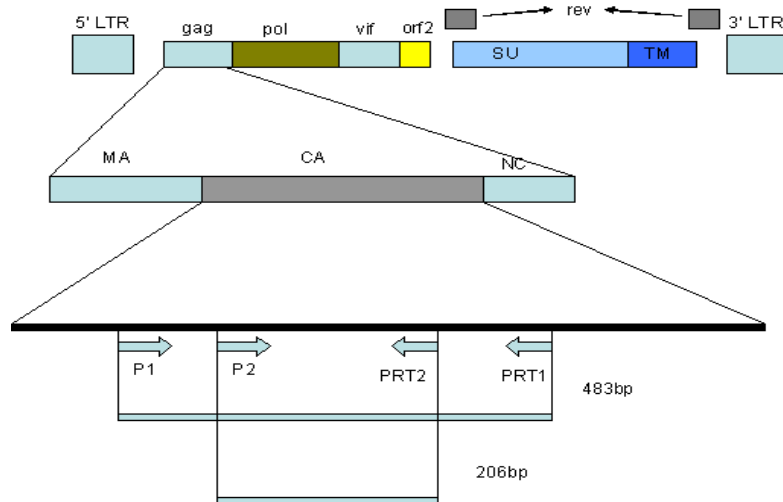 5' LTR
gag
pol
vif
orf2
rev
3' LTR
SU
TM
MA
CA
NC
P1
P2
PRT2
PRT1
483bp
206bp